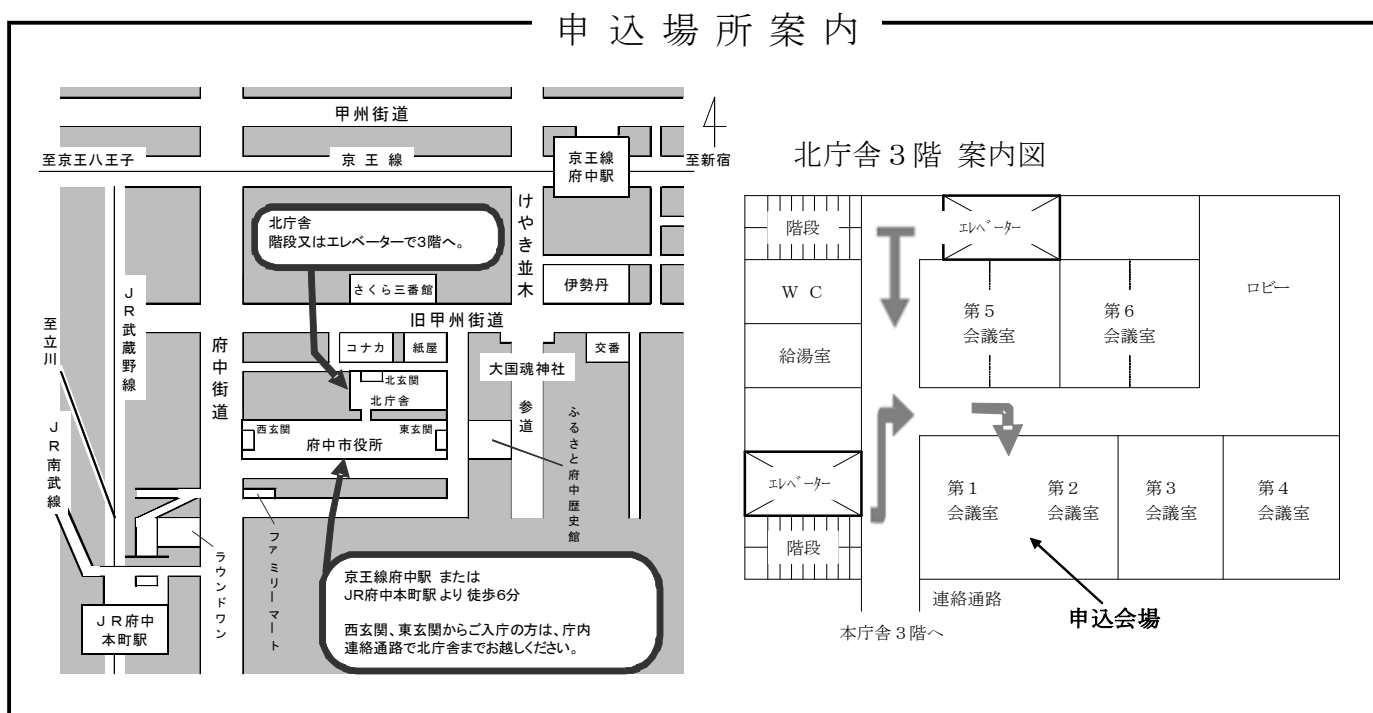 申込場所案内
甲州街道
至京王八王子
京王線
京王線
府中駅
至新宿
北庁舎
階段又はエレベーターで3階へ。
けやき並木
さくら三番館
伊勢丹
旧甲州街道
JR武蔵野線
至立川
JR南武線
府中街道
コナカ
紙屋
大国魂神社
交番
北玄関
北庁舎
西玄関
東玄関
府中市役所
参道
ふるさと府中歴史館
ラウンドワン
ファミリーマート
JR府中
本町駅
京王線府中駅 または
JR府中本町駅より徒歩6分
西玄関、東玄関からご入庁の方は、庁内
連絡通路で北庁舎までお越しください。
北庁舎3階 案内図
階段
エレベーター
WC
給湯室
第5
会議室
第6
会議室
ロビー
エレベーター
階段
第1
会議室
第2
会議室
第3
会議室
第4
会議室
連絡通路
本庁舎3階へ
申込会場